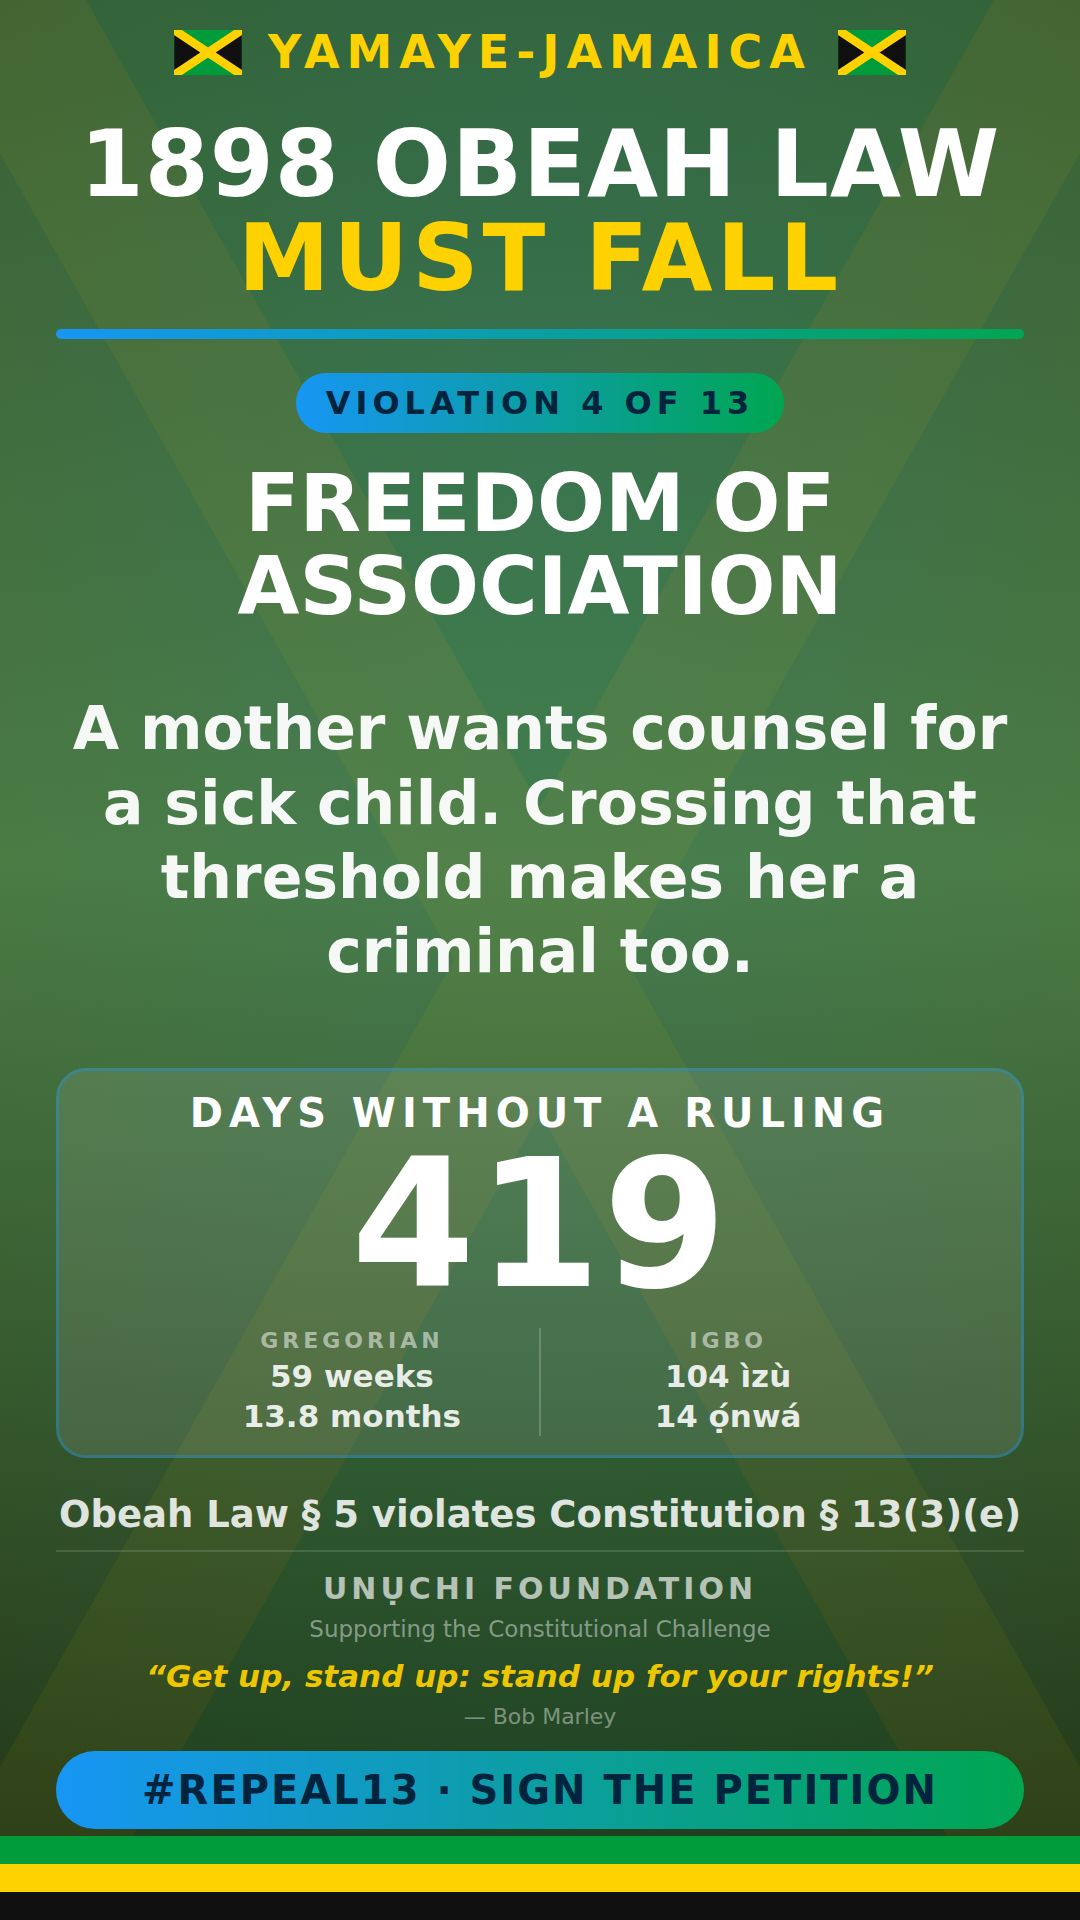 YAMAYE-JAMAICA
1898 OBEAH LAW
MUST FALL
VIOLATION 4 OF 13
FREEDOM OF
ASSOCIATION
A mother wants counsel for
a sick child. Crossing that
threshold makes her a
criminal too.
DAYS WITHOUT A RULING
419
GREGORIAN
59 weeks
13.8 months
IGBO
104 ìzù
14 ọ́nwá
Obeah Law § 5 violates Constitution § 13(3)(e)
UNỤCHI FOUNDATION
Supporting the Constitutional Challenge
“Get up, stand up: stand up for your rights!”
— Bob Marley
#REPEAL13 · SIGN THE PETITION